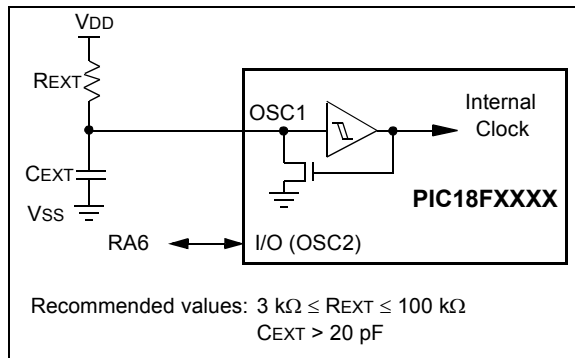 VDD
REXT
OSC1
Internal
Clock
CEXT
PIC18FXXXX
VSS
RA6
I/O (OSC2)
Recommended values: 3 kΩ ≤ REXT ≤ 100 kΩ
CEXT > 20 pF